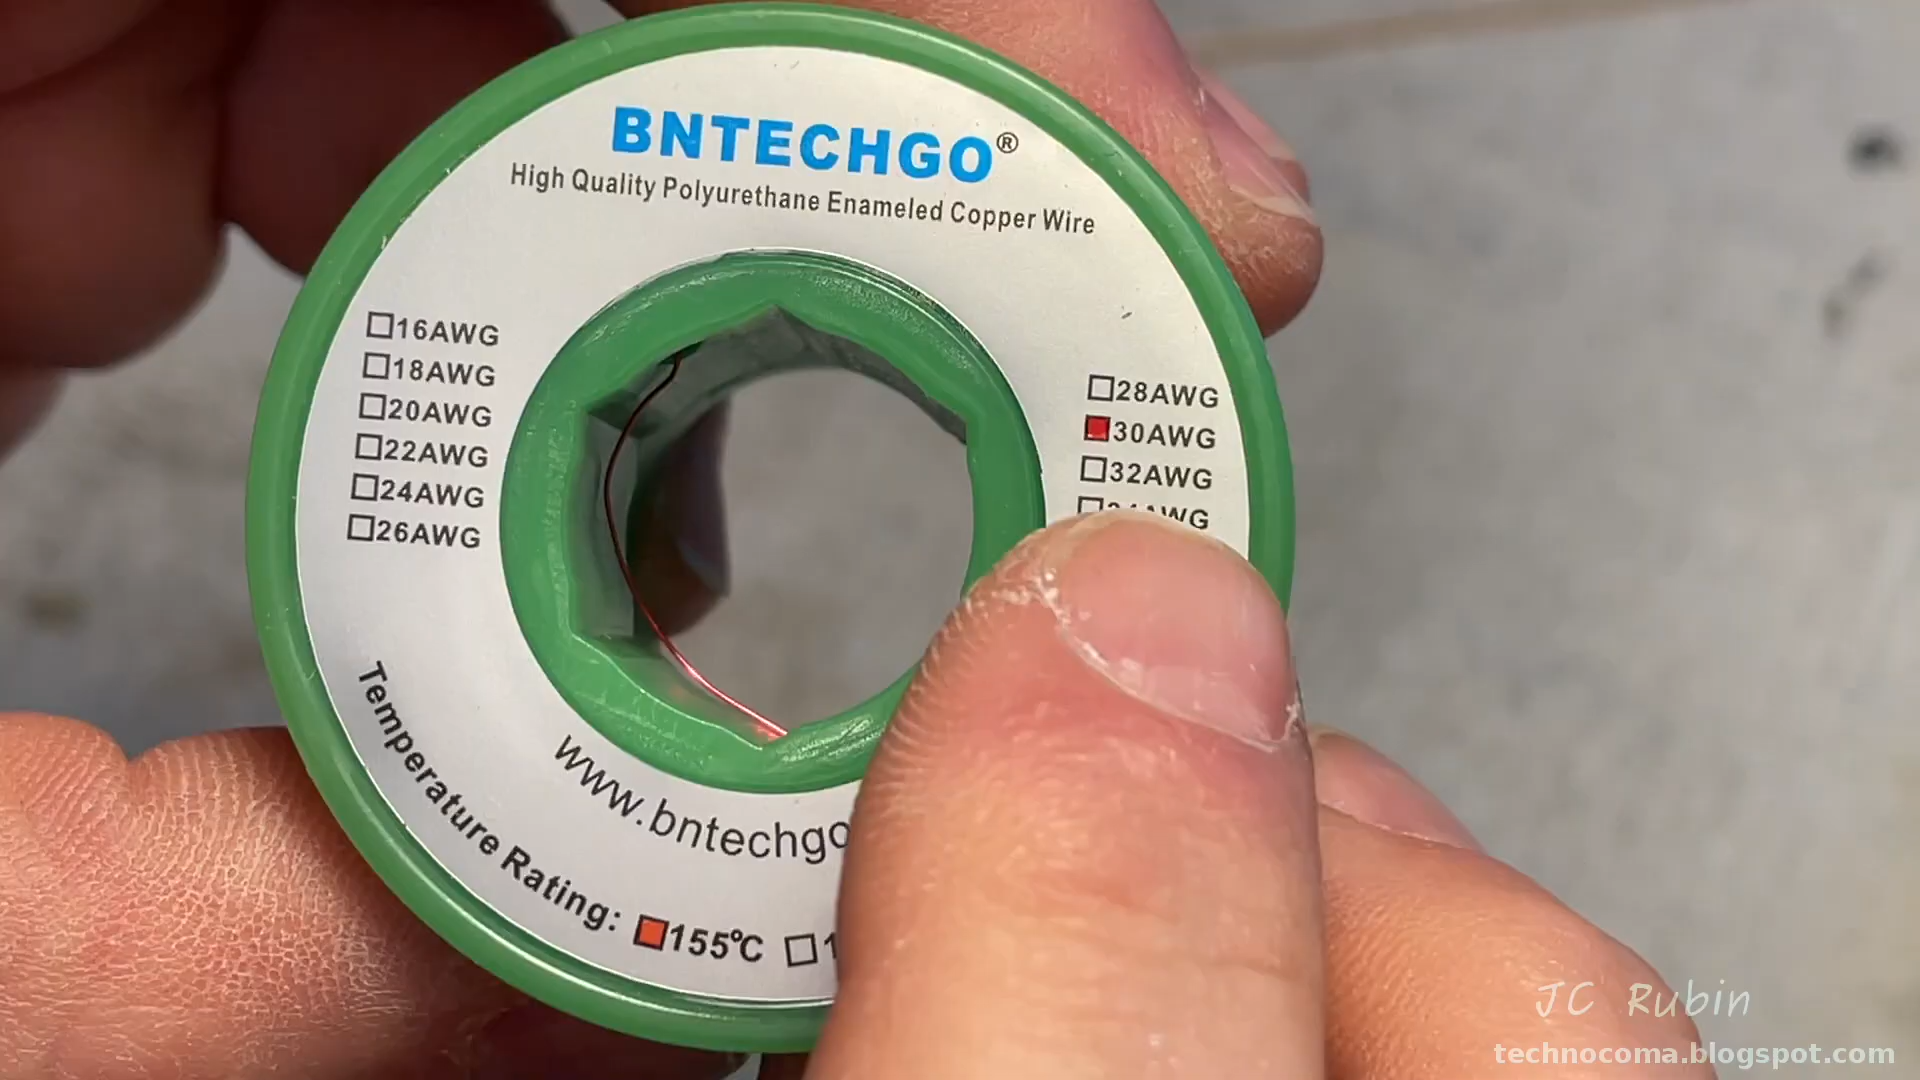 BNTECHGO®
High Quality Polyurethane Enameled Copper Wire
16AWG
18AWG
20AWG
22AWG
24AWG
26AWG
28AWG
30AWG
32AWG
www.bntechgo
Temperature Rating: 155℃
JC Rubin
technocoma.blogspot.com